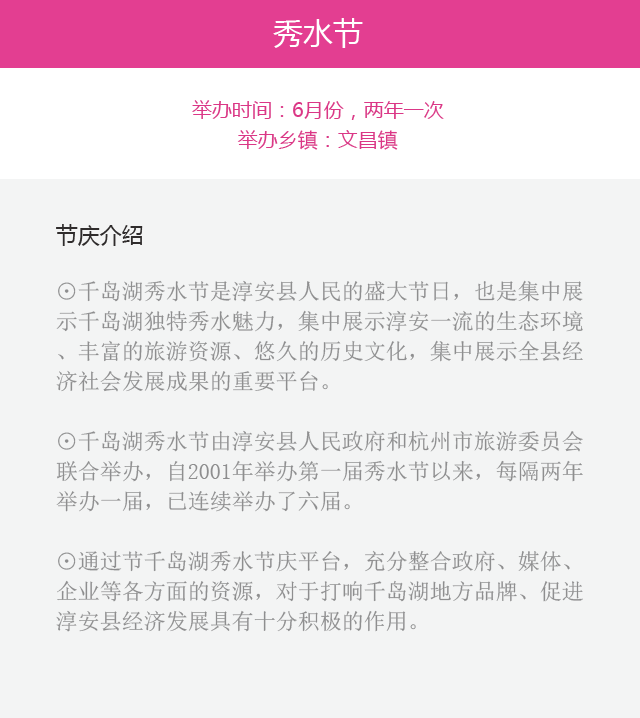 秀水节
举办时间：6月份，两年一次
举办乡镇：文昌镇
节庆介绍
⊙千岛湖秀水节是淳安县人民的盛大节日，也是集中展
示千岛湖独特秀水魅力，集中展示淳安一流的生态环境
、丰富的旅游资源、悠久的历史文化，集中展示全县经
济社会发展成果的重要平台。
⊙千岛湖秀水节由淳安县人民政府和杭州市旅游委员会
联合举办，自2001年举办第一届秀水节以来，每隔两年
举办一届，已连续举办了六届。
⊙通过节千岛湖秀水节庆平台，充分整合政府、媒体、
企业等各方面的资源，对于打响千岛湖地方品牌、促进
淳安县经济发展具有十分积极的作用。